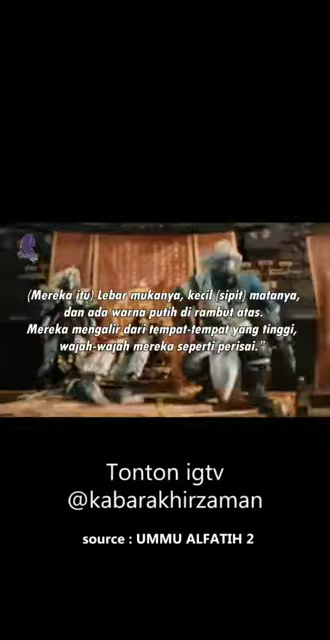 (Mereka itu) Lebar mukanya, kecil (sipit) matanya,
dan ada warna putih di rambut atas.
Mereka mengalir dari tempat-tempat yang tinggi,
wajah-wajah mereka seperti perisai."
Tonton igtv
@kabarakhirzaman
source : UMMU ALFATIH 2